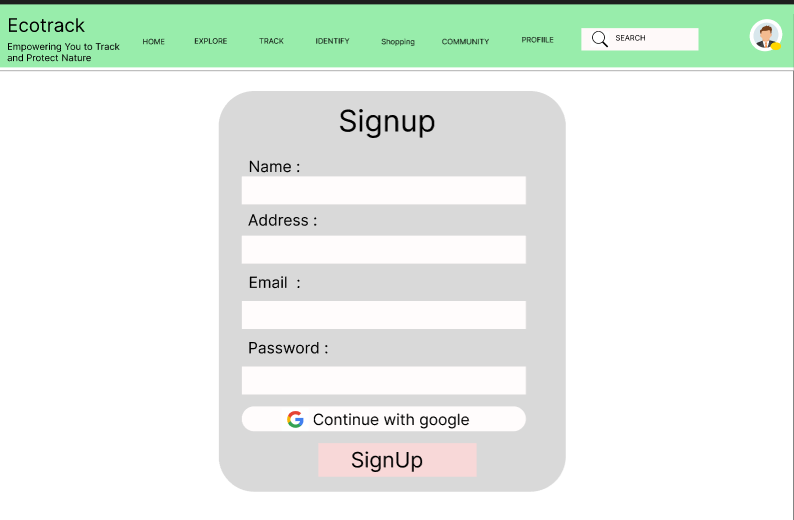 Ecotrack
Empowering You to Track
and Protect Nature
HOME
EXPLORE
TRACK
IDENTIFY
Shopping
COMMUNITY
PROFIILE
SEARCH
Signup
Name :
Address :
Email :
Password :
Continue with google
SignUp